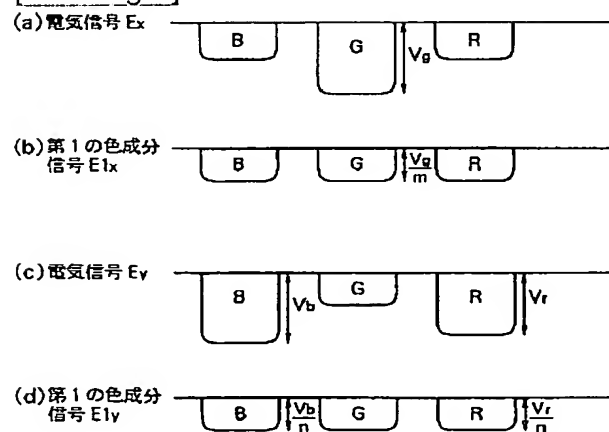 (a)電気信号 Ex
B G Vg R
(b)第1の色成分
信号 E1x
B G Vg/m R
(c)電気信号 Ey
B Vb G R Vr
(d)第1の色成分
信号 E1y
B Vb/n G R Vr/n